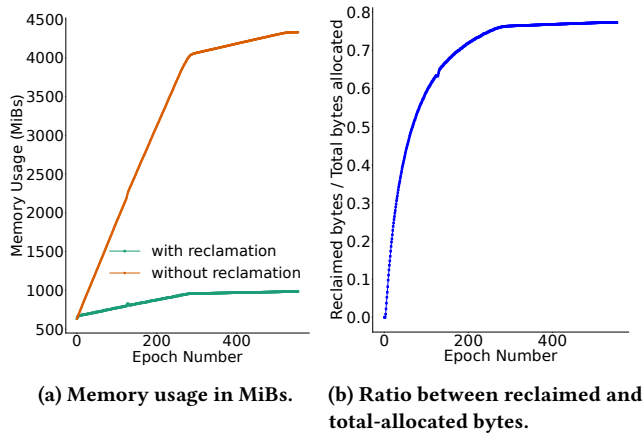 4500
4000
3500
3000
2500
2000
1500
1000
500
Memory Usage (MiBs)
with reclamation
without reclamation
0 200 400
Epoch Number
(a) Memory usage in MiBs.
0.8
0.7
0.6
0.5
0.4
0.3
0.2
0.1
0.0
Reclaimed bytes / Total bytes allocated
0 200 400
Epoch Number
(b) Ratio between reclaimed and
total-allocated bytes.